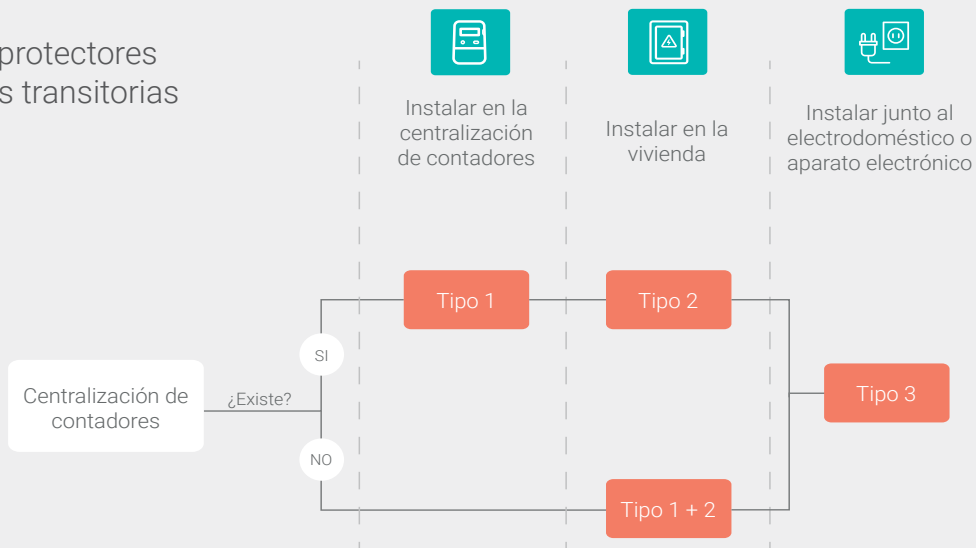 protectores
s transitorias
Instalar en la
centralización
de contadores
Instalar en la
vivienda
Instalar junto al
electrodoméstico o
aparato electrónico
Tipo 1
Tipo 2
SI
Centralización de
contadores
¿Existe?
Tipo 3
NO
Tipo 1 + 2